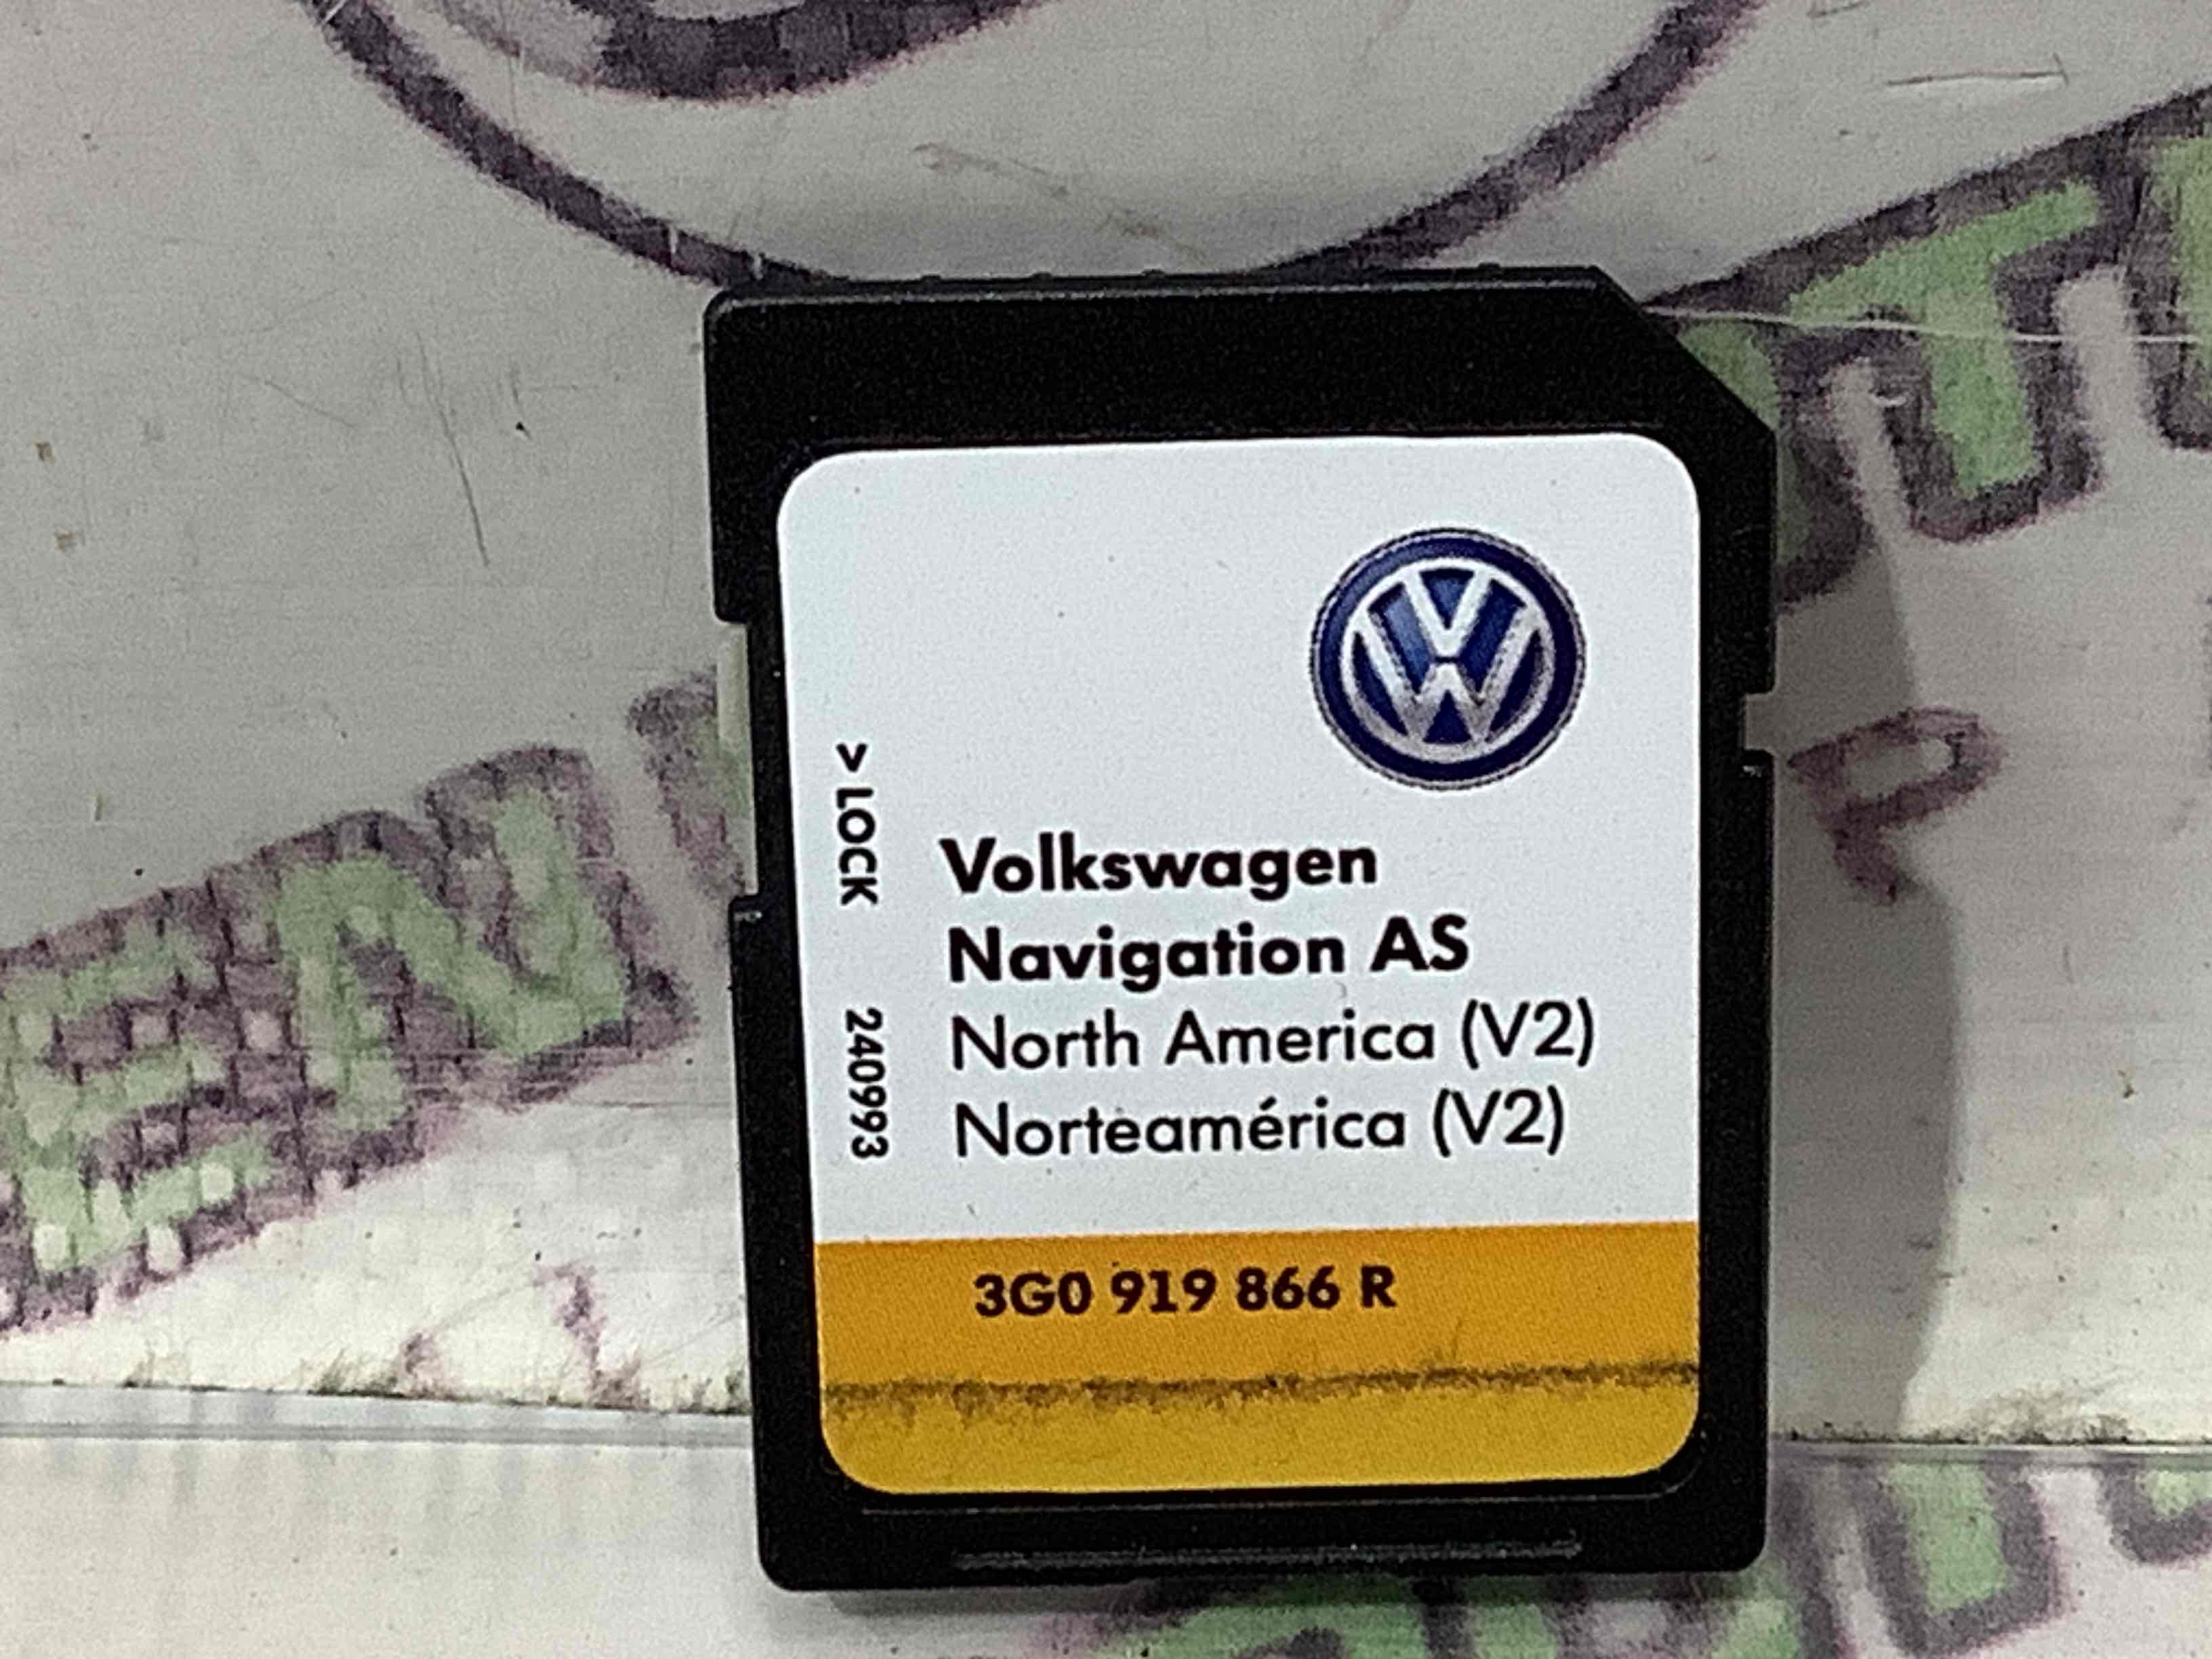 > LOCK 240993
Volkswagen
Navigation AS
North America (V2)
Norteamérica (V2)
3G0 919 866 R